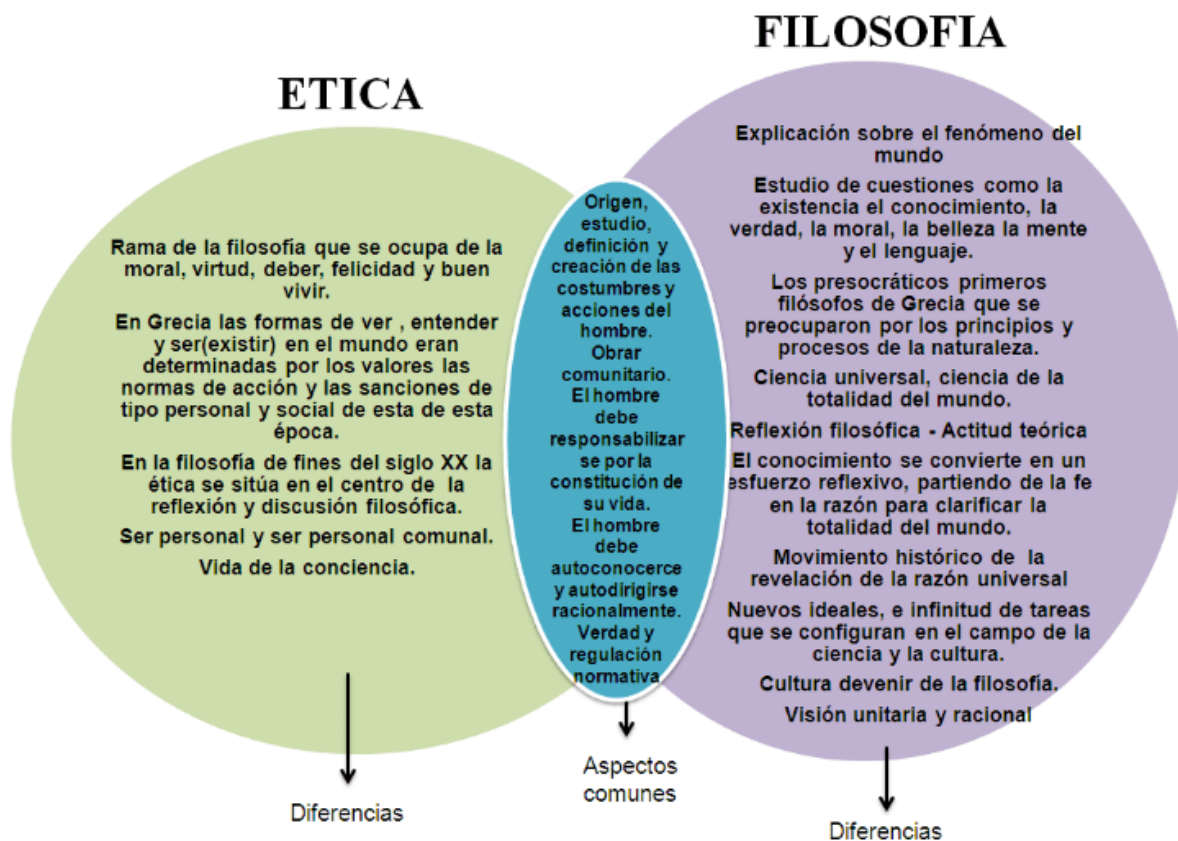 ETICA
Rama de la filosofía que se ocupa de la
moral, virtud, deber, felicidad y buen
vivir.
En Grecia las formas de ver , entender
y ser(existir) en el mundo eran
determinadas por los valores las
normas de acción y las sanciones de
tipo personal y social de esta de esta
época.
En la filosofía de fines del siglo XX la
ética se sitúa en el centro de la
reflexión y discusión filosófica.
Ser personal y ser personal comunal.
Vida de la conciencia.
Diferencias
Origen,
estudio,
definición y
creación de las
costumbres y
acciones del
hombre.
Obrar
comunitario.
El hombre
debe
responsabilizar
se por la
constitución de
su vida.
El hombre
debe
autoconocerce
y autodirigirse
racionalmente.
Verdad y
regulación
normativa
Aspectos
comunes
FILOSOFIA
Explicación sobre el fenómeno del
mundo
Estudio de cuestiones como la
existencia el conocimiento, la
verdad, la moral, la belleza la mente
y el lenguaje.
Los presocráticos primeros
filósofos de Grecia que se
preocuparon por los principios y
procesos de la naturaleza.
Ciencia universal, ciencia de la
totalidad del mundo.
Reflexión filosófica - Actitud teórica
El conocimiento se convierte en un
esfuerzo reflexivo, partiendo de la fe
en la razón para clarificar la
totalidad del mundo.
Movimiento histórico de la
revelación de la razón universal
Nuevos ideales, e infinitud de tareas
que se configuran en el campo de la
ciencia y la cultura.
Cultura devenir de la filosofía.
Visión unitaria y racional
Diferencias